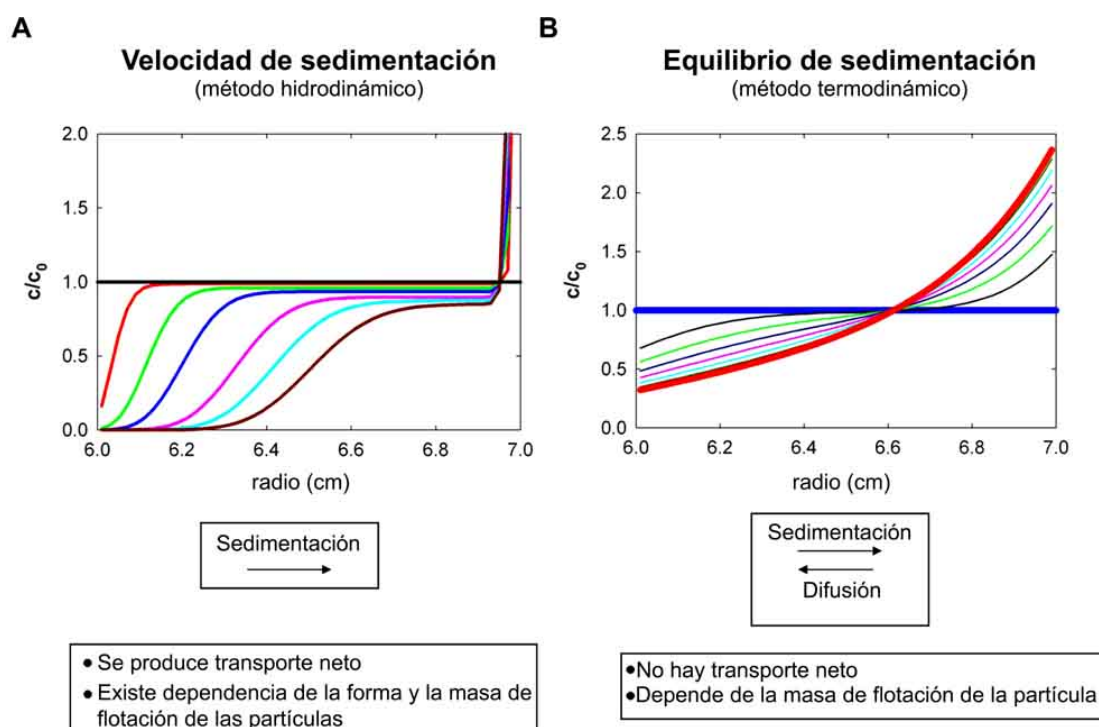 A
Velocidad de sedimentación
(método hidrodinámico)
2.0
1.5
1.0
0.5
0.0
c/c0
6.0 6.2 6.4 6.6 6.8 7.0
radio (cm)
Sedimentación
• Se produce transporte neto
• Existe dependencia de la forma y la masa de
flotación de las partículas
B
Equilibrio de sedimentación
(método termodinámico)
2.5
2.0
1.5
1.0
0.5
0.0
c/c0
6.0 6.2 6.4 6.6 6.8 7.0
radio (cm)
Sedimentación
Difusión
•No hay transporte neto
•Depende de la masa de flotación de la partícula